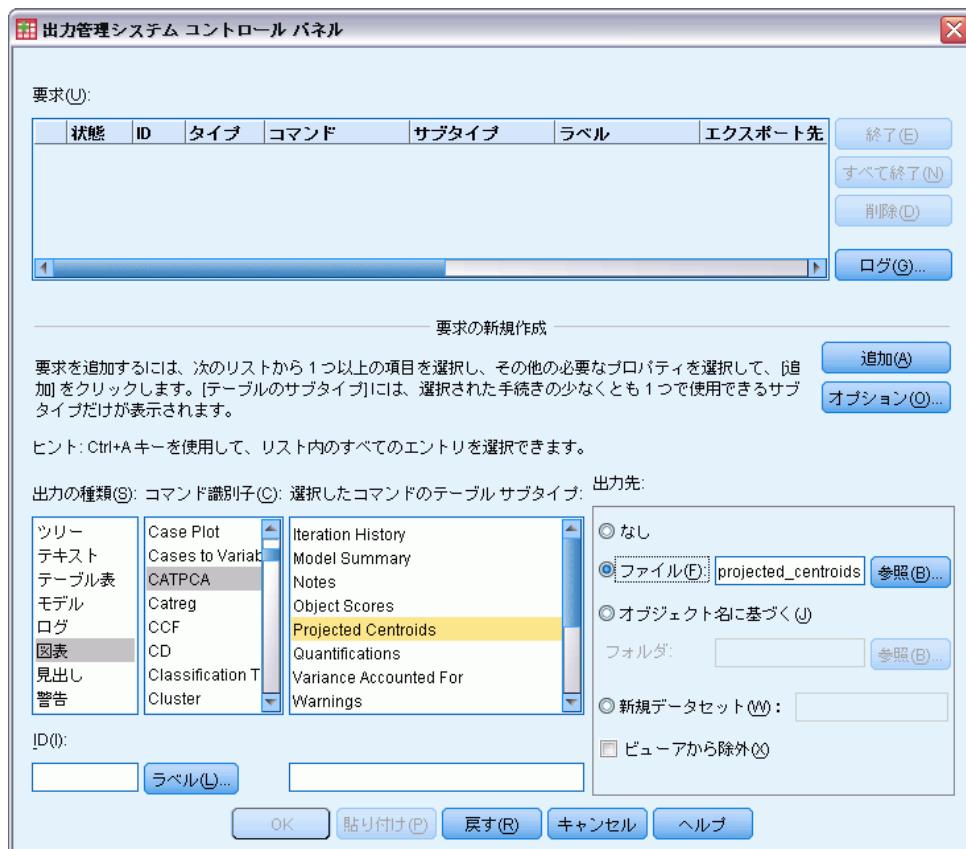 出力管理システム コントロール パネル
要求(U):
状態 ID タイプ コマンド サブタイプ ラベル エクスポート先
終了(E)
すべて終了(N)
削除(D)
ログ(G)...
要求の新規作成
要求を追加するには、次のリストから 1 つ以上の項目を選択し、その他の必要なプロパティを選択して、[追
加] をクリックします。[テーブルのサブタイプ]には、選択された手続きの少なくとも 1 つで使用できるサブ
タイプだけが表示されます。
追加(A)
オプション(O)...
ヒント: Ctrl+A キーを使用して、リスト内のすべてのエントリを選択できます。
出力の種類(S): コマンド識別子(C): 選択したコマンドのテーブル サブタイプ:
ツリー
テキスト
テーブル表
モデル
ログ
図表
見出し
警告
Case Plot
Cases to Variab
CATPCA
Catreg
CCF
CD
Classification T
Cluster
Iteration History
Model Summary
Notes
Object Scores
Projected Centroids
Quantifications
Variance Accounted For
Warnings
出力先:
なし
ファイル(F): projected_centroids 参照(B)...
オブジェクト名に基づく(J)
フォルダ: 参照(B)...
新規データセット(W):
ビューアから除外(X)
ID(I):
ラベル(L)...
OK 貼り付け(P) 戻す(R) キャンセル ヘルプ